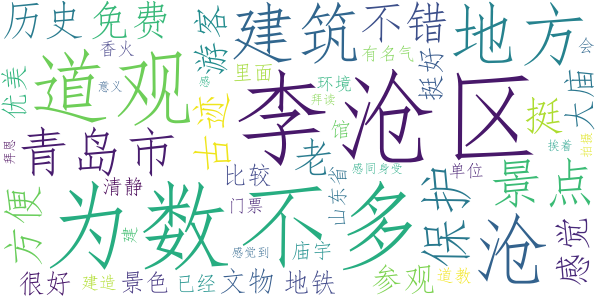 历史
免费
香火
游客
建筑
不错
地方
有名气
会
优美
意义
道观
感
里面
环境
挺好
大庙
李沧区
拜读
古迹
馆
挺
拍摄
拜恩
青岛市
老
感同身受
单位
挨着
清静
比较
山东省
保护
景点
方便
为数不多
门票
沧
感觉
建
感觉到
庙宇
道教
很好
建造
景色
已经
文物
地铁
参观